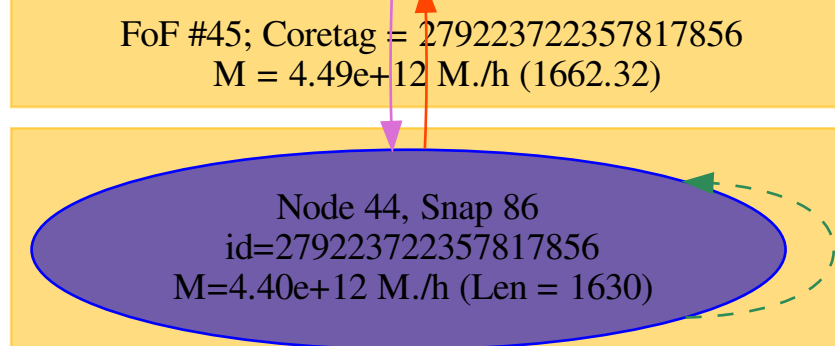 FoF #45; Coretag = 279223722357817856
M = 4.49e+12 M./h (1662.32)
Node 44, Snap 86
id=279223722357817856
M=4.40e+12 M./h (Len = 1630)